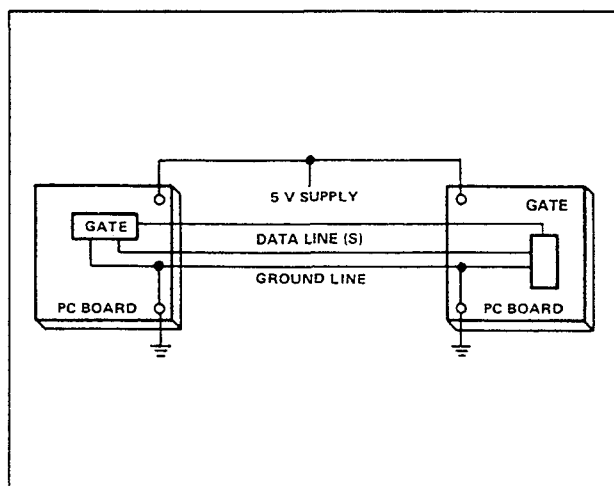 5 V SUPPLY
GATE
GATE
DATA LINE (S)
GROUND LINE
PC BOARD
PC BOARD